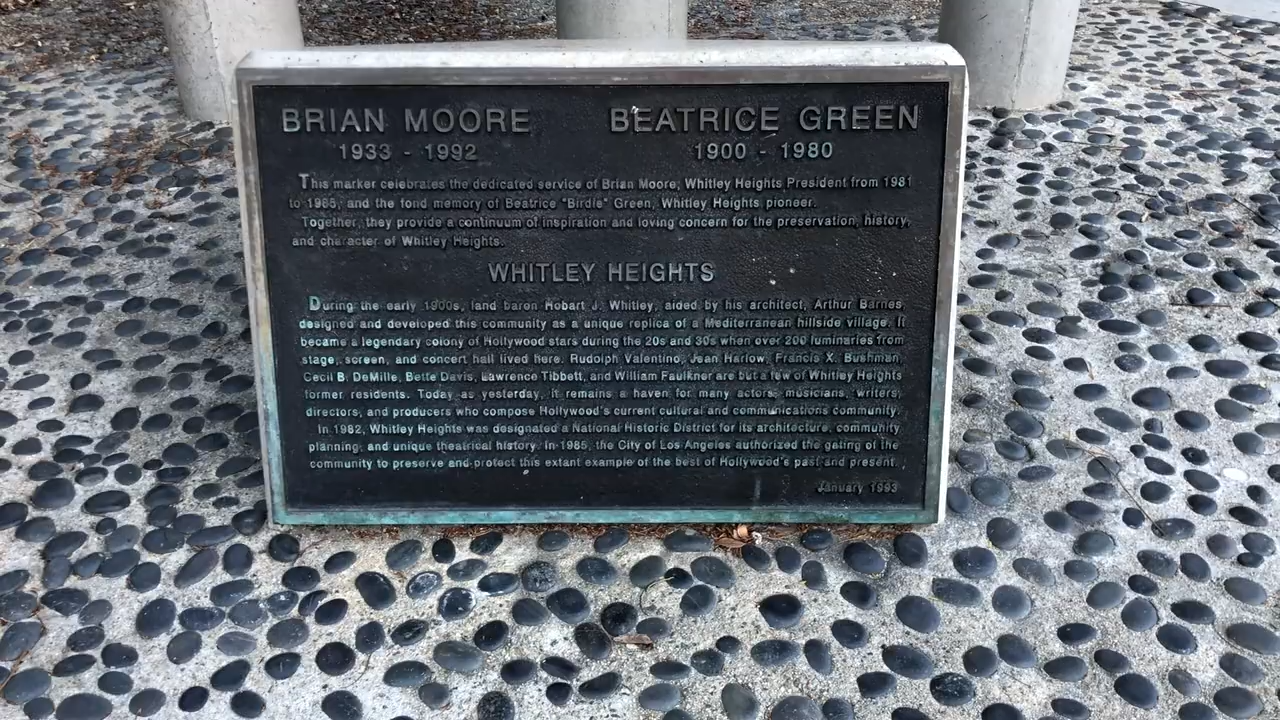 BRIAN MOORE BEATRICE GREEN
1933 - 1992 1900 - 1980
This marker celebrates the dedicated service of Brian Moore, Whitley Heights President from 1981
to 1985, and the fond memory of Beatrice "Birdie" Green, Whitley Heights pioneer.
Together, they provide a continuum of inspiration and loving concern for the preservation, history,
and character of Whitley Heights.
WHITLEY HEIGHTS
During the early 1900s, land baron Hobart J. Whitley, aided by his architect, Arthur Barnes,
designed and developed this community as a unique replica of a Mediterranean hillside village. It
became a legendary colony of Hollywood stars during the 20s and 30s when over 200 luminaries from
stage, screen, and concert hall lived here. Rudolph Valentino, Jean Harlow, Francis X. Bushman,
Cecil B. DeMille, Bette Davis, Lawrence Tibbett, and William Faulkner are but a few of Whitley Heights
former residents. Today, as yesterday, it remains a haven for many actors, musicians, writers,
directors, and producers who compose Hollywood's current cultural and communications community.
In 1982, Whitley Heights was designated a National Historic District for its architecture, community
planning, and unique theatrical history. In 1985, the City of Los Angeles authorized the gating of the
community to preserve and protect this extant example of the best of Hollywood's past and present.
January 1993